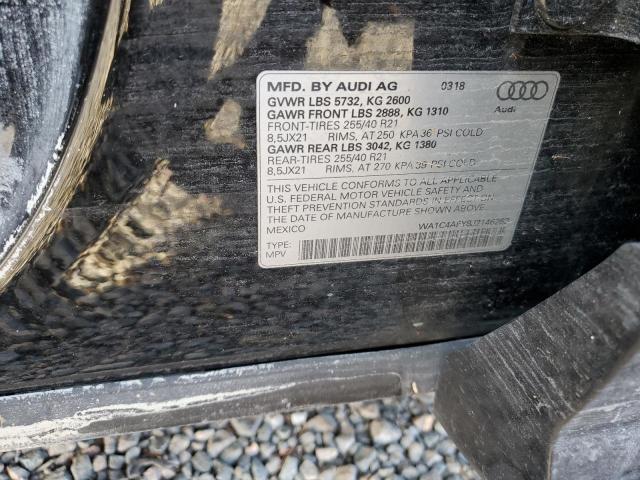 MFD. BY AUDI AG 03.18
GVWR LBS 5732, KG 2600
GAWR FRONT LBS 2888, KG 1310
FRONT-TIRES 255/40 R21
8,5JX21 RIMS, AT 250 KPA 36 PSI COLD
GAWR REAR LBS 3042, KG 1380
REAR-TIRES 255/40 R21
8,5JX21 RIMS, AT 270 KPA PSI COLD
THIS VEHICLE CONFORMS TO ALL APPLICABLE
U.S. FEDERAL MOTOR VEHICLE SAFETY AND
THEFT PREVENTION STANDARDS IN EFFECT ON
DATE OF MANUFACTURE SHOWN ABOVE.
MEXICO
TYPE:
MPV
Audi